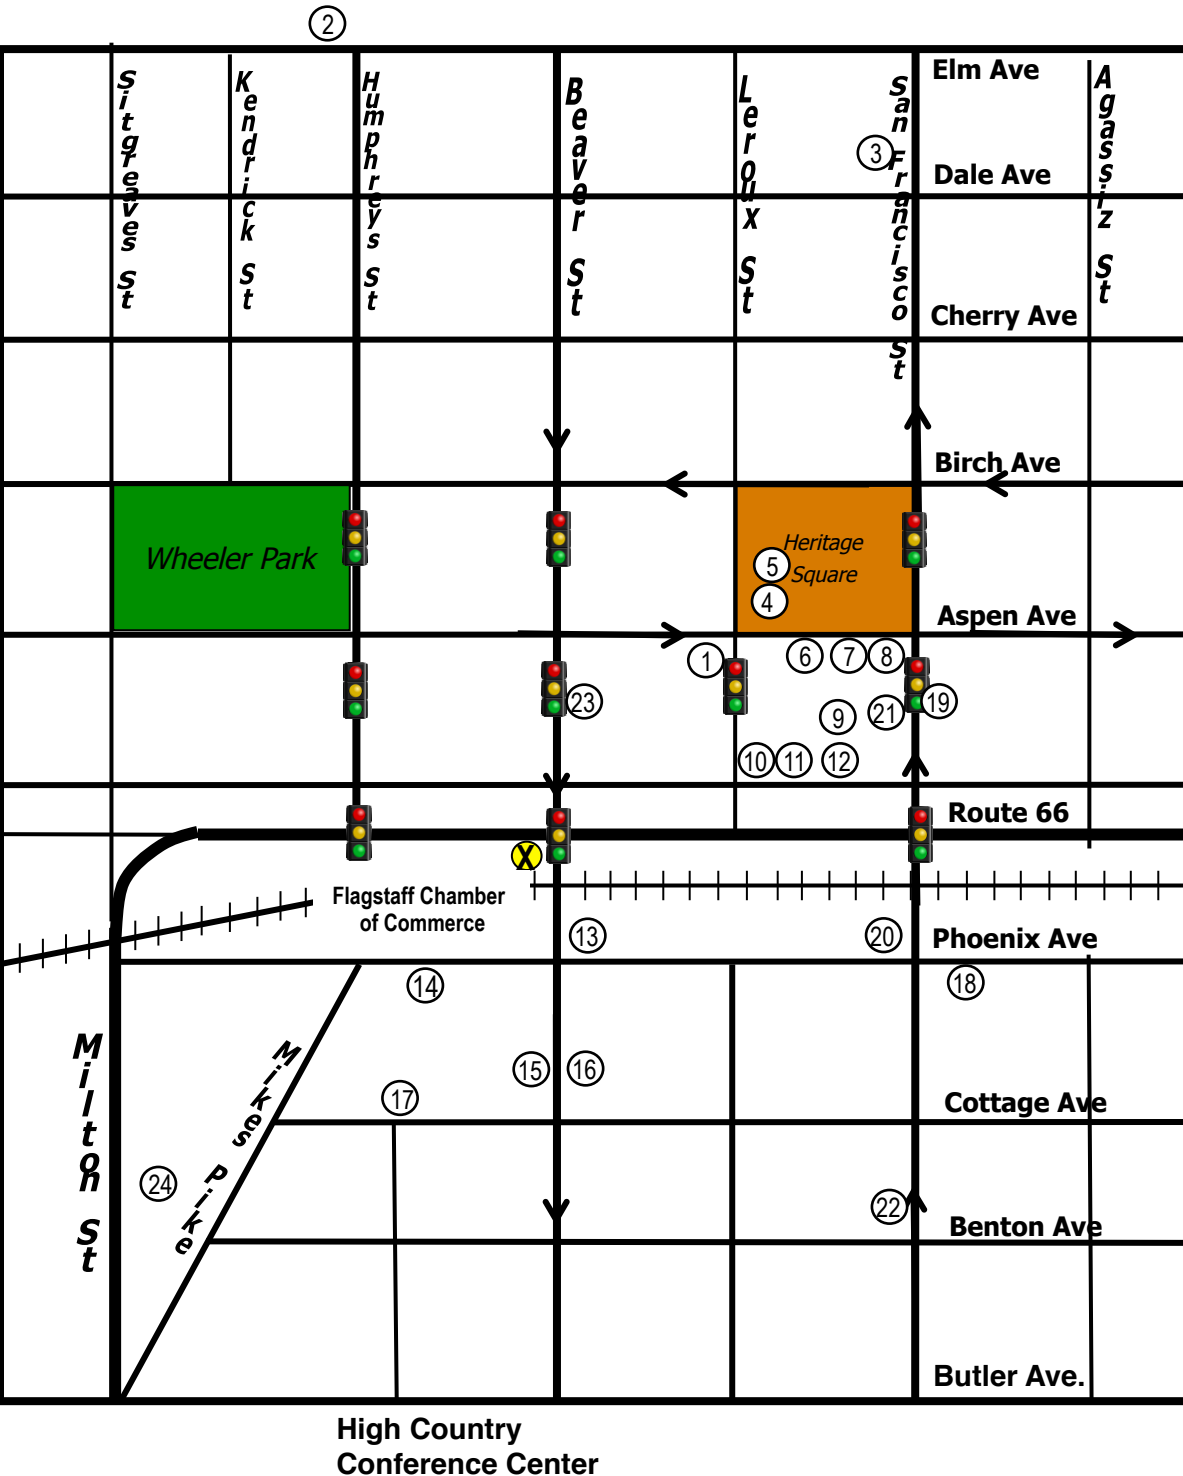 2
Elm Ave
Sitgreaves St
Kendrick St
Humphreys St
Beaver St
Leroux St
San Francisco St
Agassiz St
3
Dale Ave
Cherry Ave
Birch Ave
Wheeler Park
Heritage
Square
5
4
Aspen Ave
1
6
7
8
23
9
21
19
10
11
12
Route 66
X
Flagstaff Chamber
of Commerce
13
20
Phoenix Ave
14
18
Milton St
Mikes Pike
15
16
17
Cottage Ave
24
22
Benton Ave
Butler Ave.
High Country
Conference Center